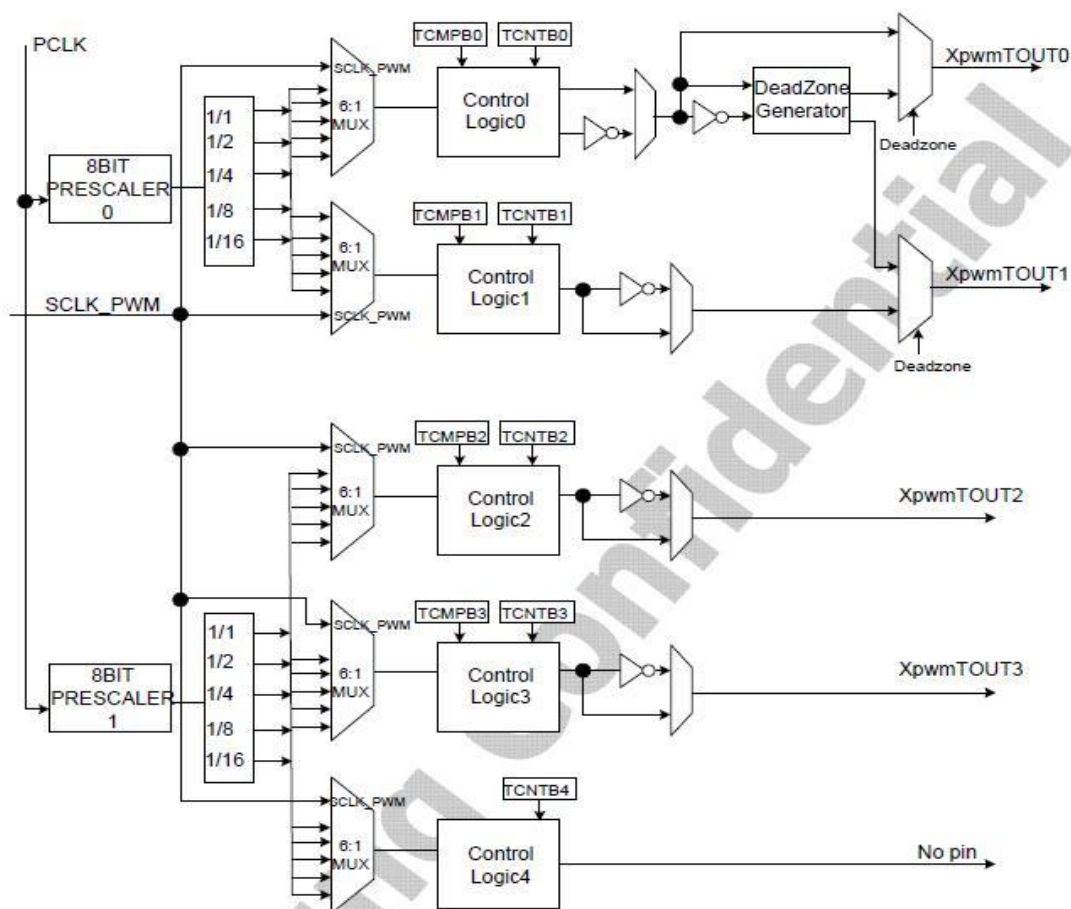 PCLK
8BIT
PRESCALER
0
1/1
1/2
1/4
1/8
1/16
SCLK_PWM
6:1
MUX
TCMPB0
TCNTB0
Control
Logic0
DeadZone
Generator
Deadzone
XpwmTOUT0
6:1
MUX
SCLK_PWM
TCMPB1
TCNTB1
Control
Logic1
Deadzone
XpwmTOUT1
SCLK_PWM
SCLK_PWM
6:1
MUX
TCMPB2
TCNTB2
Control
Logic2
XpwmTOUT2
8BIT
PRESCALER
1
1/1
1/2
1/4
1/8
1/16
SCLK_PWM
6:1
MUX
TCMPB3
TCNTB3
Control
Logic3
XpwmTOUT3
SCLK_PWM
6:1
MUX
TCNTB4
Control
Logic4
No pin
Confidential